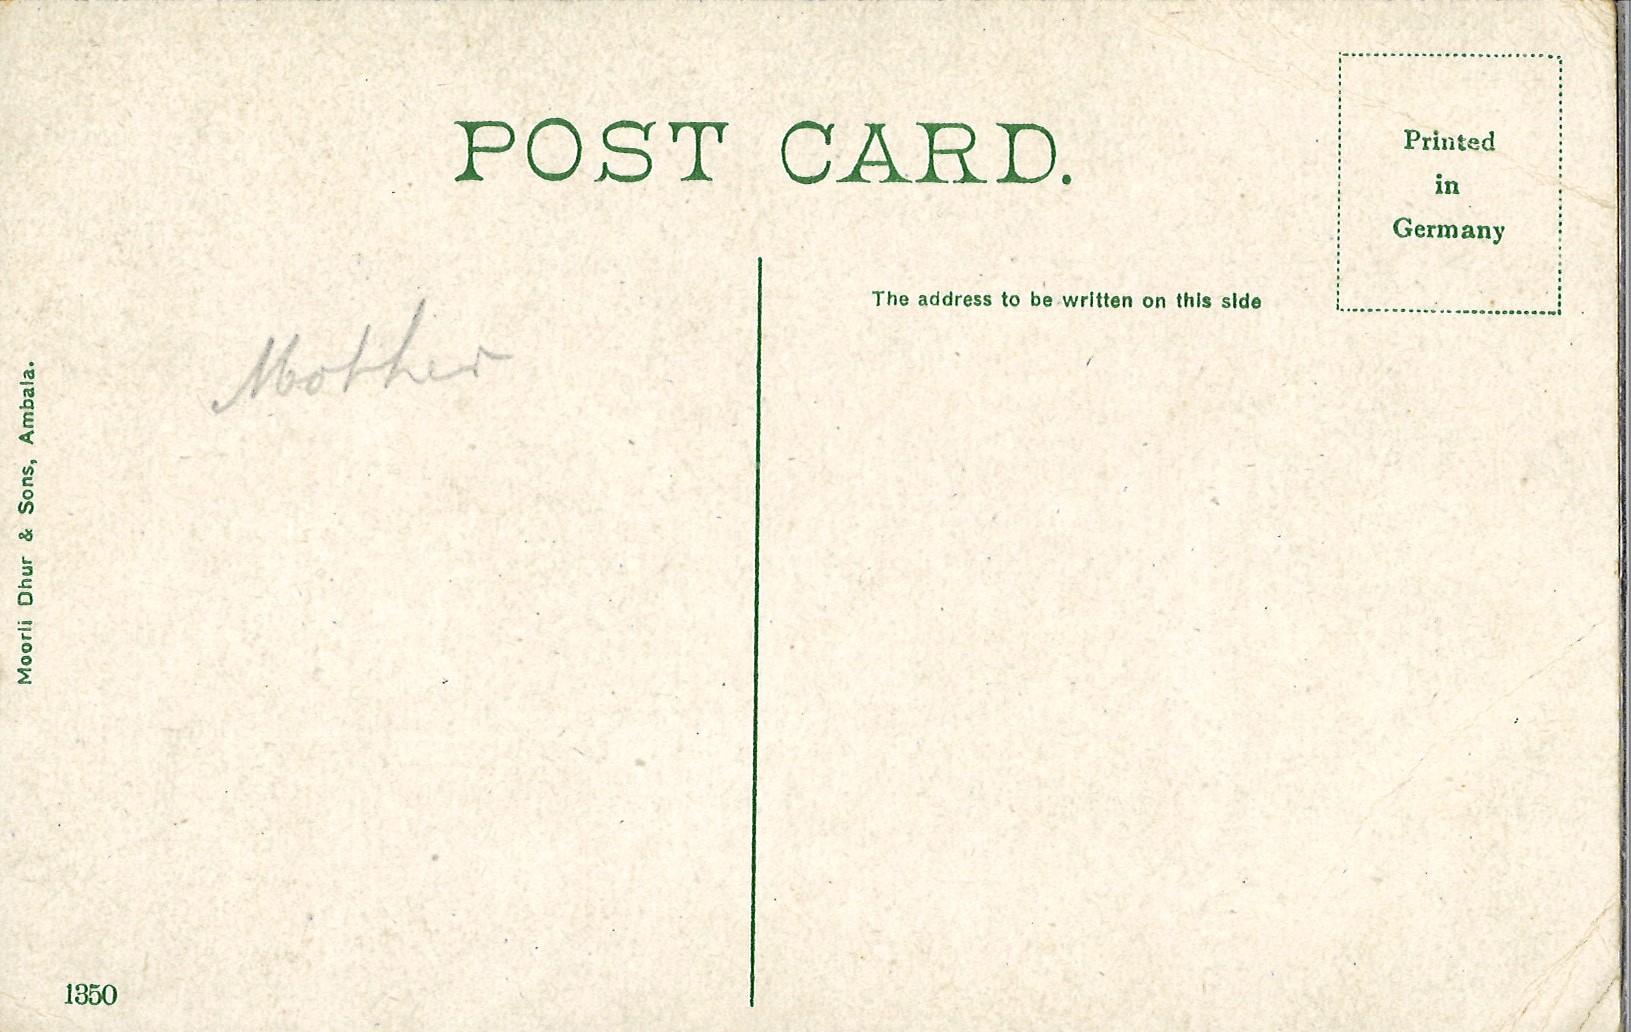 POST CARD.
Printed
in
Germany
The address to be written on this side
Mother
Moorli Dhur & Sons, Ambala.
1350